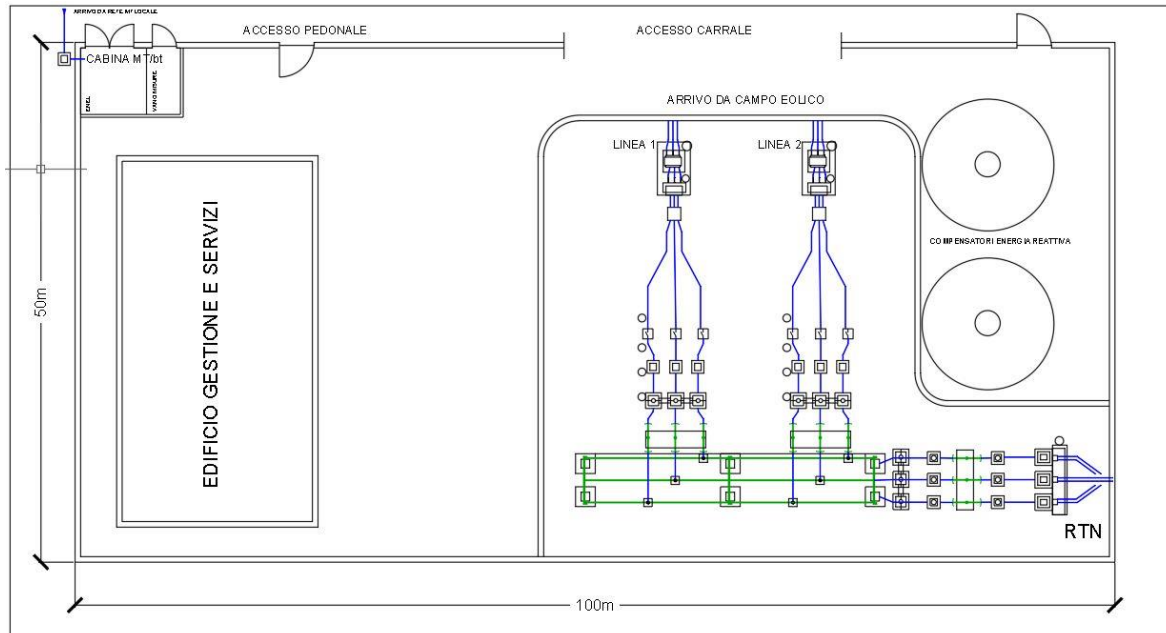 ARRIVO DA RETE MT LOCALE
ACCESSO PEDONALE
ACCESSO CARRALE
CABINA MT/bt
ENEL
VANO MISURE
ARRIVO DA CAMPO EOLICO
LINEA 1
LINEA 2
EDIFICIO GESTIONE E SERVIZI
COMPENSATORI ENERGIA REATTIVA
50m
RTN
100m